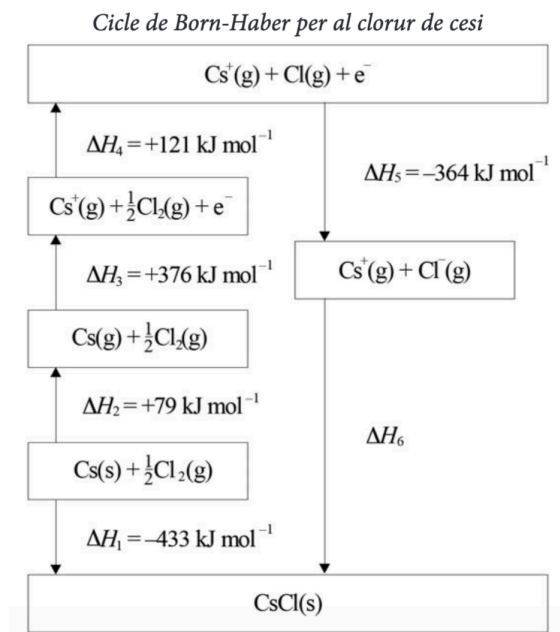 Cicle de Born-Haber per al clorur de cesi
Cs⁺(g) + Cl(g) + e⁻
ΔH₄ = +121 kJ mol⁻¹
ΔH₅ = –364 kJ mol⁻¹
Cs⁺(g) + ½Cl₂(g) + e⁻
Cs⁺(g) + Cl⁻(g)
ΔH₃ = +376 kJ mol⁻¹
Cs(g) + ½Cl₂(g)
ΔH₂ = +79 kJ mol⁻¹
ΔH₆
Cs(s) + ½Cl₂(g)
ΔH₁ = –433 kJ mol⁻¹
CsCl(s)